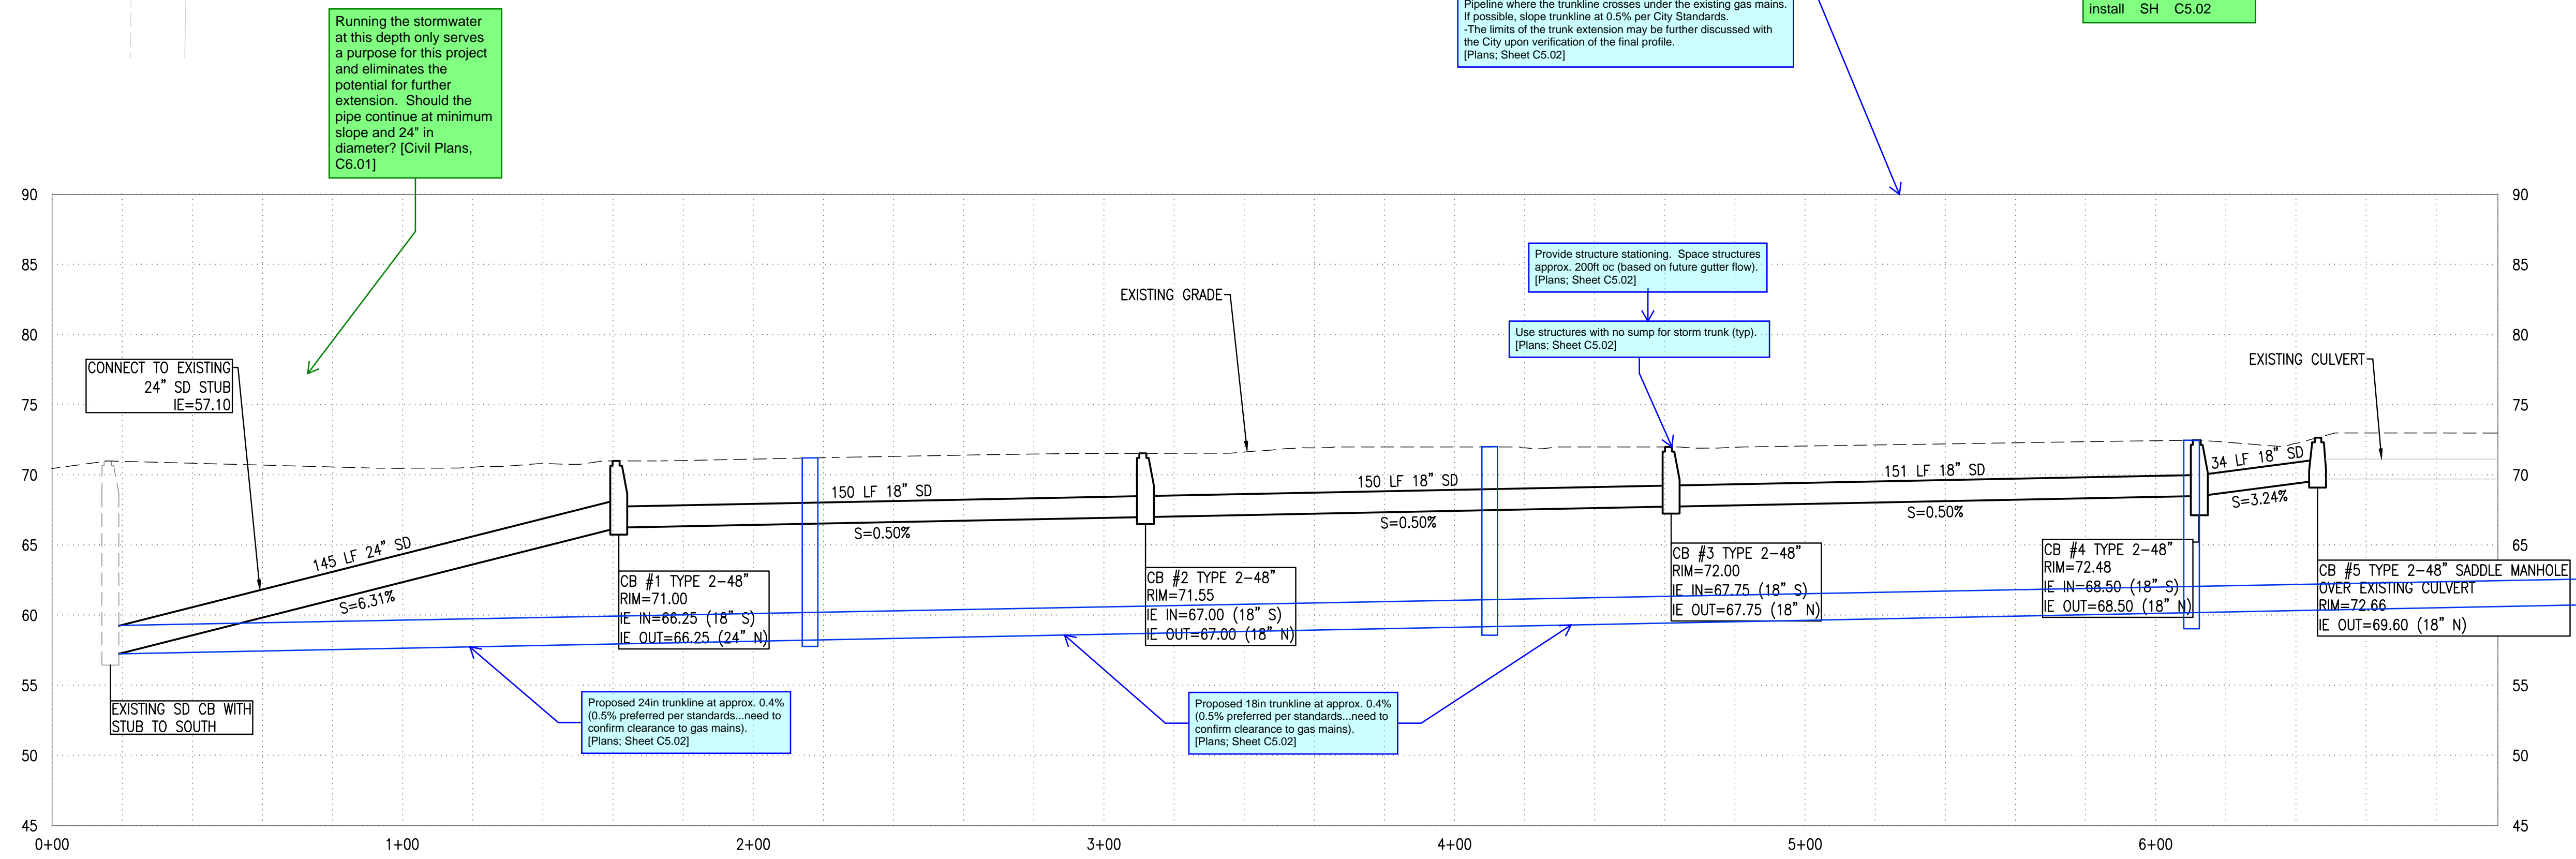 Running the stormwater
at this depth only serves
a purpose for this project
and eliminates the
potential for further
extension. Should the
pipe continue at minimum
slope and 24" in
diameter? [Civil Plans,
C6.01]
Pipeline where the trunkline crosses under the existing gas mains.
If possible, slope trunkline at 0.5% per City Standards.
-The limits of the trunk extension may be further discussed with
the City upon verification of the final profile.
[Plans; Sheet C5.02]
install SH C5.02
90
85
80
75
70
65
60
55
50
45
90
85
80
75
70
65
55
50
45
Provide structure stationing. Space structures
approx. 200ft oc (based on future gutter flow).
[Plans; Sheet C5.02]
Use structures with no sump for storm trunk (typ).
[Plans; Sheet C5.02]
EXISTING GRADE
EXISTING CULVERT
CONNECT TO EXISTING
24" SD STUB
IE=57.10
145 LF 24" SD
S=6.31%
150 LF 18" SD
S=0.50%
150 LF 18" SD
S=0.50%
151 LF 18" SD
S=0.50%
34 LF 18" SD
S=3.24%
CB #1 TYPE 2-48"
RIM=71.00
IE IN=66.25 (18" S)
IE OUT=66.25 (24" N)
CB #2 TYPE 2-48"
RIM=71.55
IE IN=67.00 (18" S)
IE OUT=67.00 (18" N)
CB #3 TYPE 2-48"
RIM=72.00
IE IN=67.75 (18" S)
IE OUT=67.75 (18" N)
CB #4 TYPE 2-48"
RIM=72.48
IE IN=68.50 (18" S)
IE OUT=68.50 (18" N)
CB #5 TYPE 2-48" SADDLE MANHOLE
OVER EXISTING CULVERT
RIM=72.66
IE OUT=69.60 (18" N)
EXISTING SD CB WITH
STUB TO SOUTH
Proposed 24in trunkline at approx. 0.4%
(0.5% preferred per standards...need to
confirm clearance to gas mains).
[Plans; Sheet C5.02]
Proposed 18in trunkline at approx. 0.4%
(0.5% preferred per standards...need to
confirm clearance to gas mains).
[Plans; Sheet C5.02]
0+00
1+00
2+00
3+00
4+00
5+00
6+00